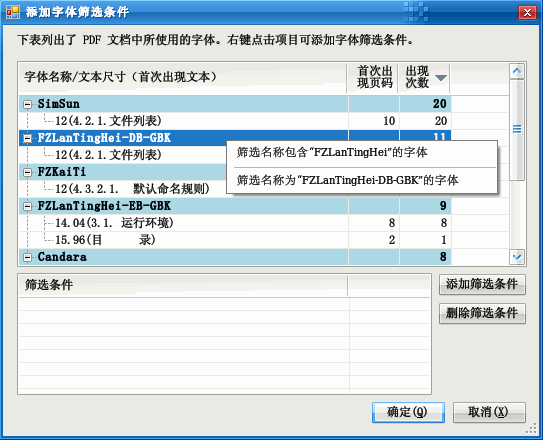 添加字体筛选条件
下表列出了 PDF 文档中所使用的字体。右键点击项目可添加字体筛选条件。
字体名称/文本尺寸（首次出现文本） 首次出现页码 出现次数
SimSun 20
12(4.2.1.文件列表) 10 20
FZLanTingHei-DB-GBK 11
12(4.2.1.文件列表)
筛选名称包含“FZLanTingHei”的字体
FZKaiTi
筛选名称为“FZLanTingHei-DB-GBK”的字体
12(4.3.2.1. 默认命名规则)
FZLanTingHei-EB-GBK 9
14.04(3.1. 运行环境) 8 8
15.96(目 录) 2 1
Candara 8
筛选条件
添加筛选条件
删除筛选条件
确定(Q) 取消(X)